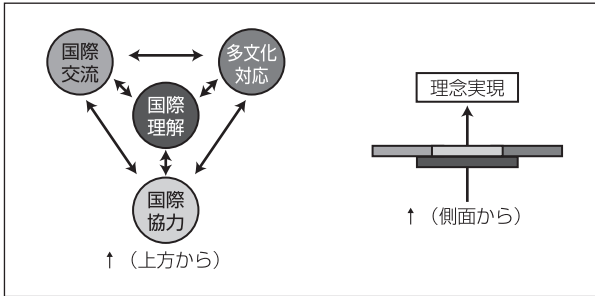 国際
交流
多文化
対応
国際
理解
国際
協力
↑（上方から）
理念実現
↑（側面から）